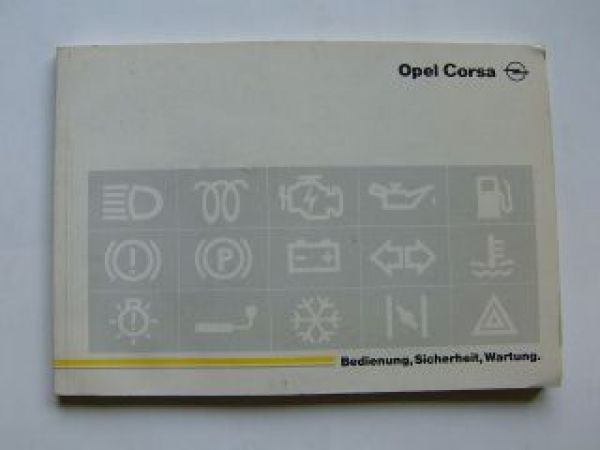 Opel Corsa
P
Bedienung, Sicherheit, Wartung.